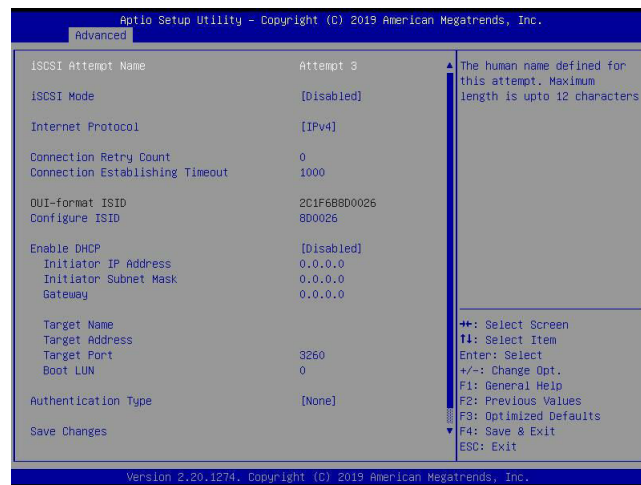 Aptio Setup Utility – Copyright (C) 2019 American Megatrends, Inc.
Advanced
iSCSI Attempt Name Attempt 3
iSCSI Mode [Disabled]
Internet Protocol [IPv4]
Connection Retry Count 0
Connection Establishing Timeout 1000
OUI-format ISID 2C1F6B8D0026
Configure ISID 8D0026
Enable DHCP [Disabled]
Initiator IP Address 0.0.0.0
Initiator Subnet Mask 0.0.0.0
Gateway 0.0.0.0
Target Name
Target Address
Target Port 3260
Boot LUN 0
Authentication Type [None]
Save Changes
The human name defined for
this attempt. Maximum
length is upto 12 characters
→←: Select Screen
↑↓: Select Item
Enter: Select
+/-: Change Opt.
F1: General Help
F2: Previous Values
F3: Optimized Defaults
F4: Save & Exit
ESC: Exit
Version 2.20.1274. Copyright (C) 2019 American Megatrends, Inc.